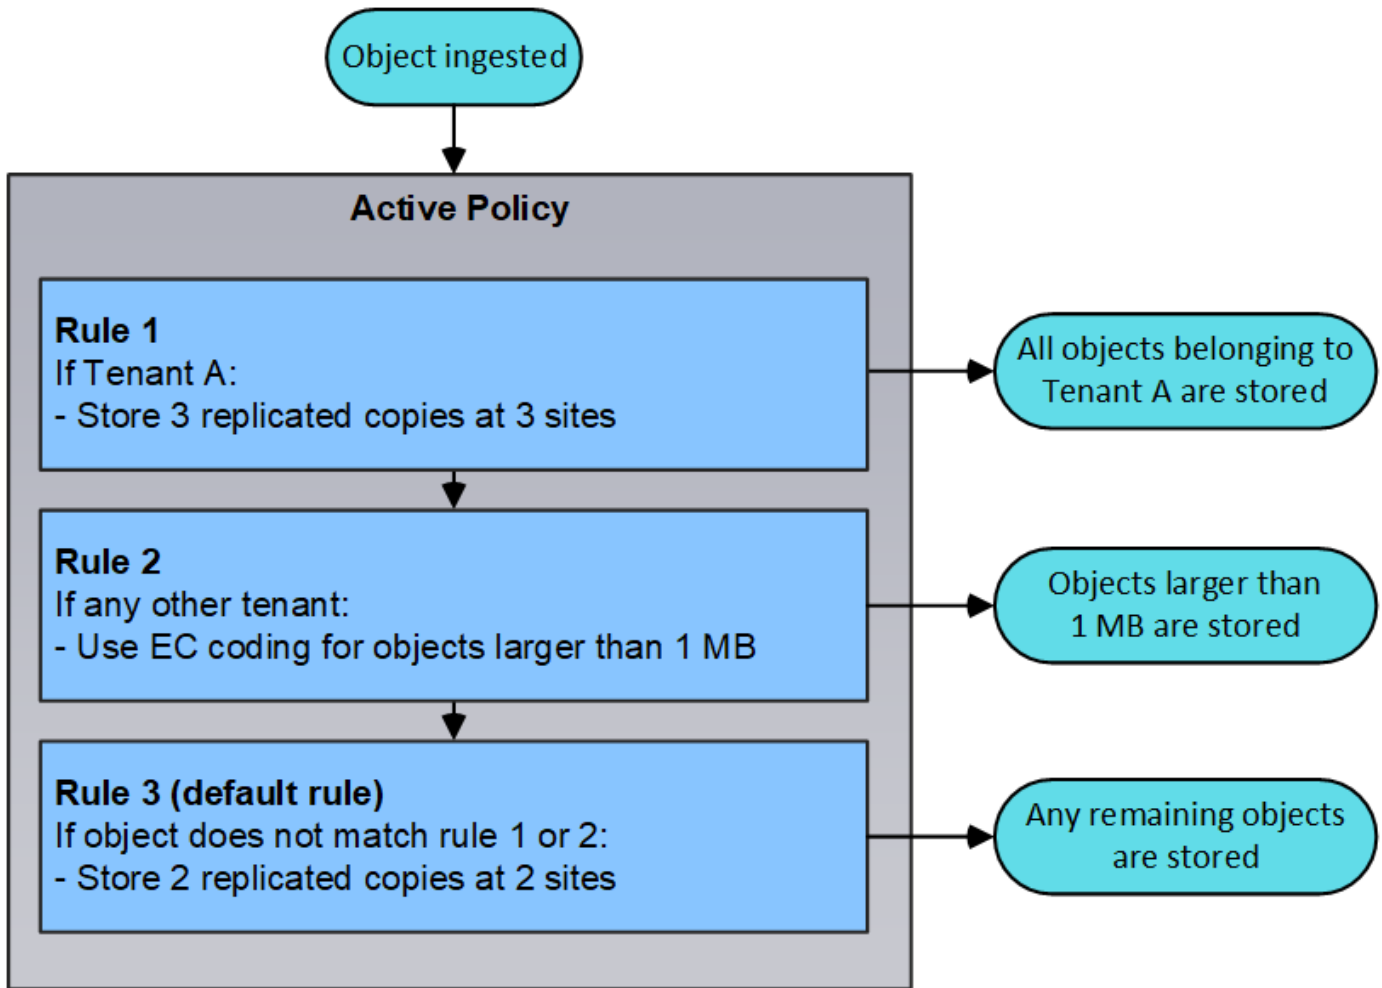 Object ingested
Active Policy
Rule 1
If Tenant A:
- Store 3 replicated copies at 3 sites
All objects belonging to
Tenant A are stored
Rule 2
If any other tenant:
- Use EC coding for objects larger than 1 MB
Objects larger than
1 MB are stored
Rule 3 (default rule)
If object does not match rule 1 or 2:
- Store 2 replicated copies at 2 sites
Any remaining objects
are stored